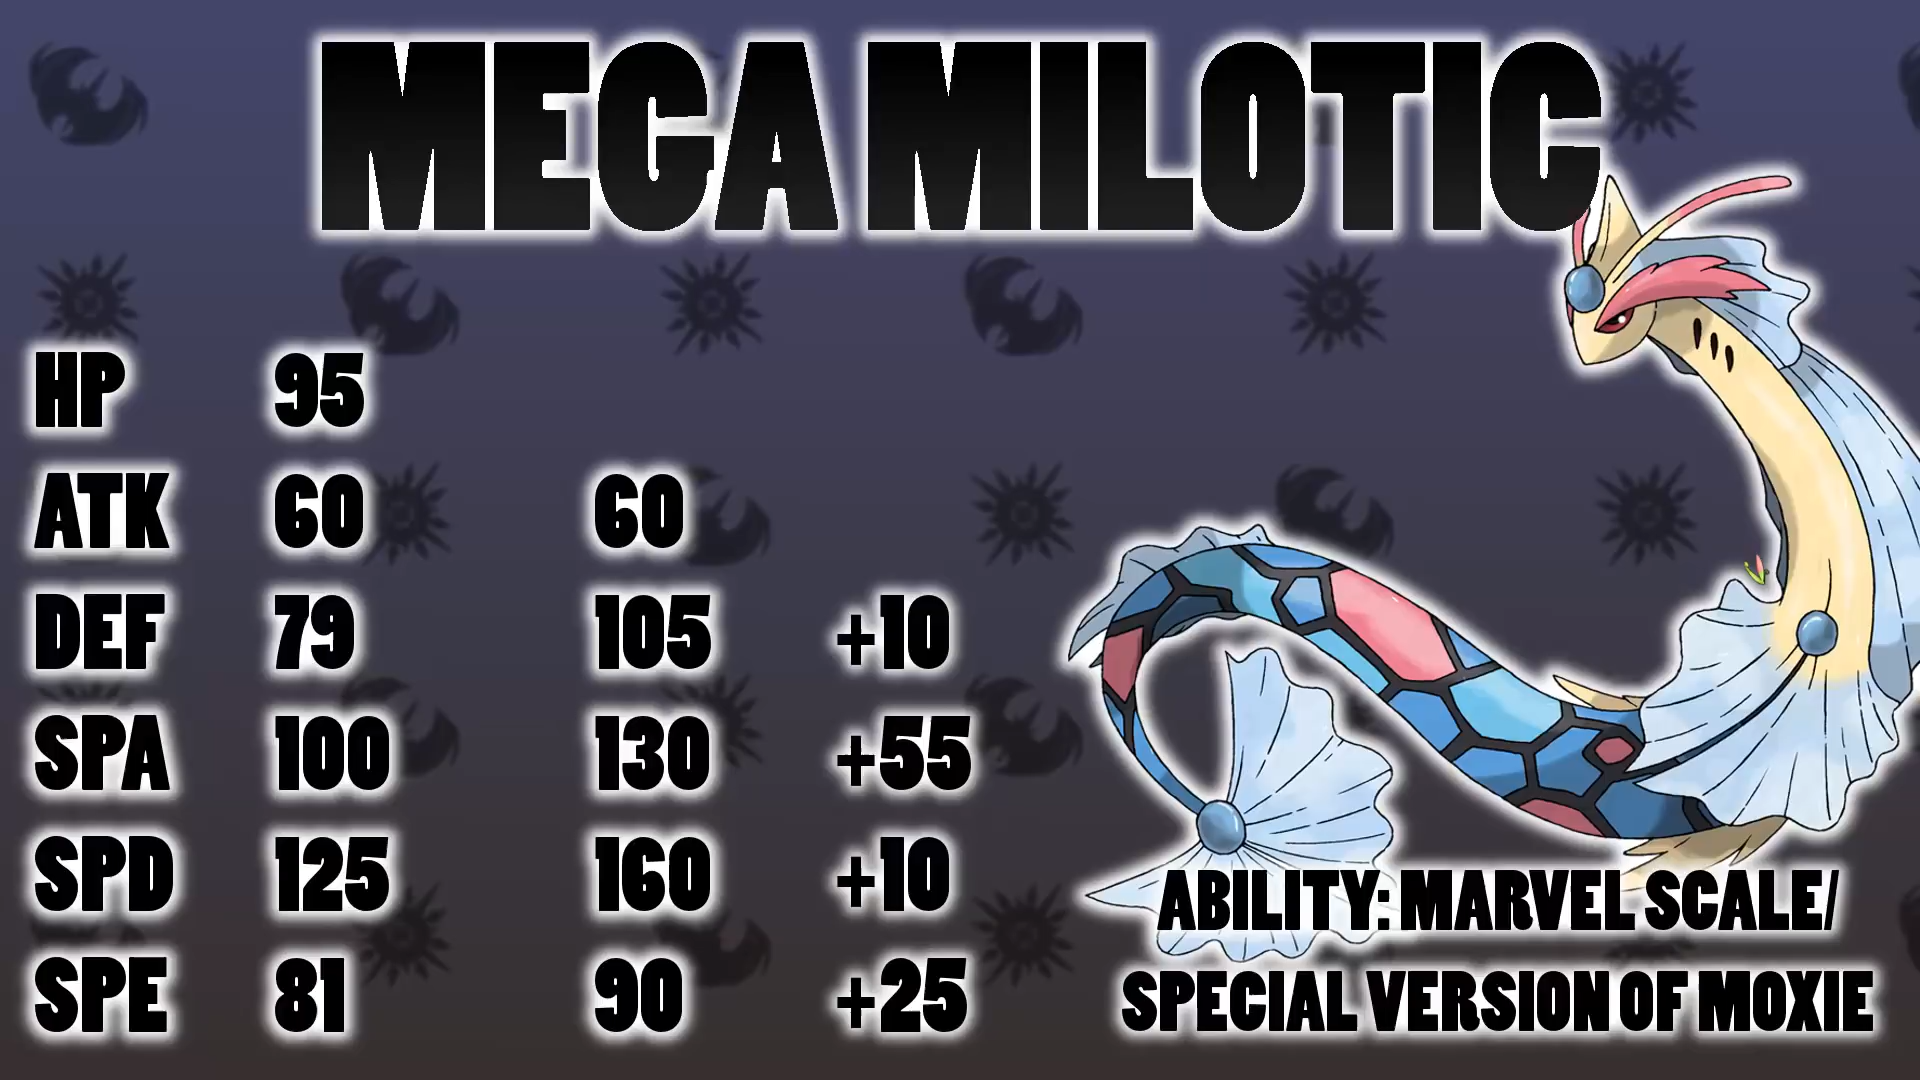 MEGA MILOTIC
HP 95
ATK 60 60
DEF 79 105 +10
SPA 100 130 +55
SPD 125 160 +10
SPE 81 90 +25
ABILITY: MARVEL SCALE/
SPECIAL VERSION OF MOXIE